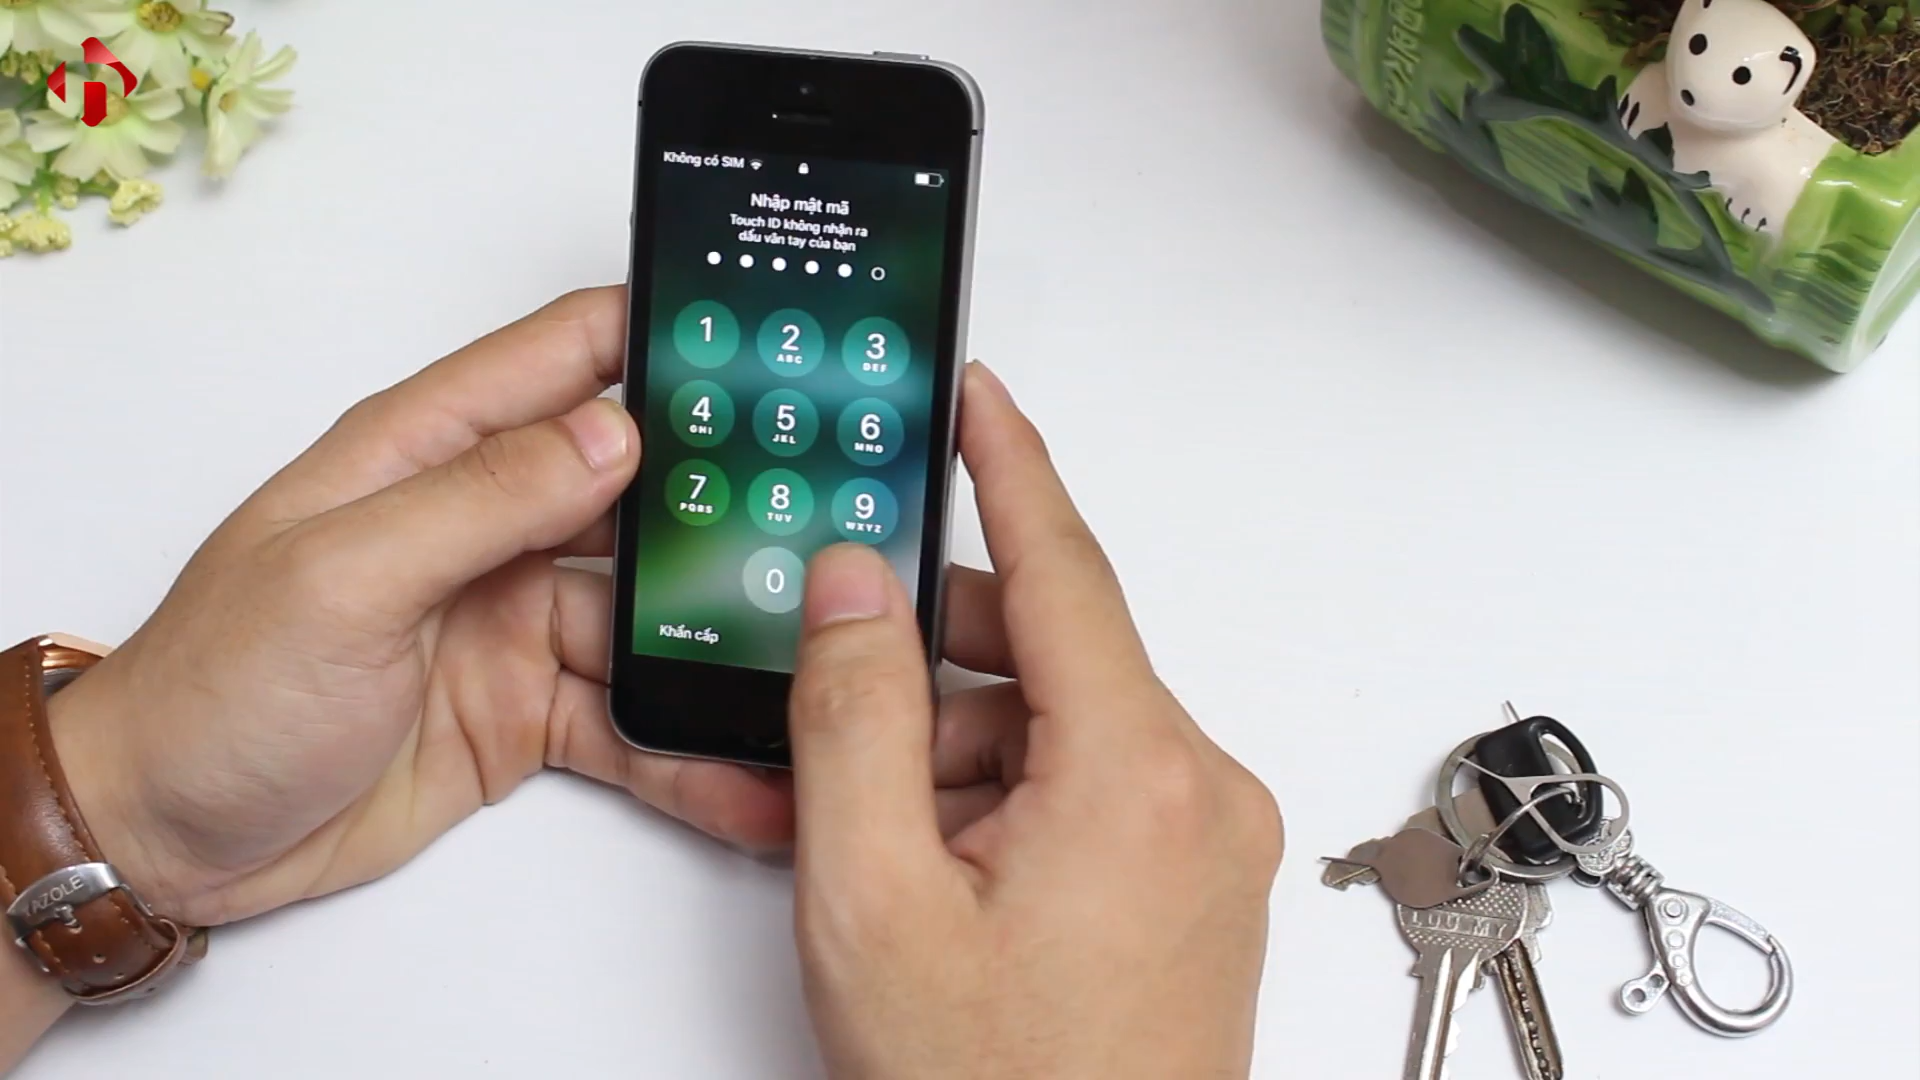 Không có SIM
Nhập mật mã
Touch ID không nhận ra
dấu vân tay của bạn
1
2
ABC
3
DEF
4
GHI
5
JKL
6
MNO
7
PQRS
8
TUV
9
WXYZ
0
Khẩn cấp
YAZOLE
LOU MY